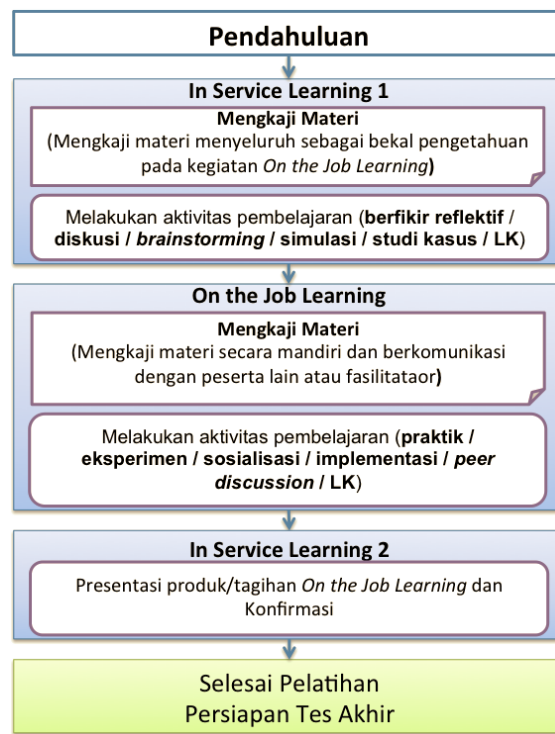 Pendahuluan
In Service Learning 1
Mengkaji Materi
(Mengkaji materi menyeluruh sebagai bekal pengetahuan
pada kegiatan On the Job Learning)
Melakukan aktivitas pembelajaran (berfikir reflektif /
diskusi / brainstorming / simulasi / studi kasus / LK)
On the Job Learning
Mengkaji Materi
(Mengkaji materi secara mandiri dan berkomunikasi
dengan peserta lain atau fasilitataor)
Melakukan aktivitas pembelajaran (praktik /
eksperimen / sosialisasi / implementasi / peer
discussion / LK)
In Service Learning 2
Presentasi produk/tagihan On the Job Learning dan
Konfirmasi
Selesai Pelatihan
Persiapan Tes Akhir